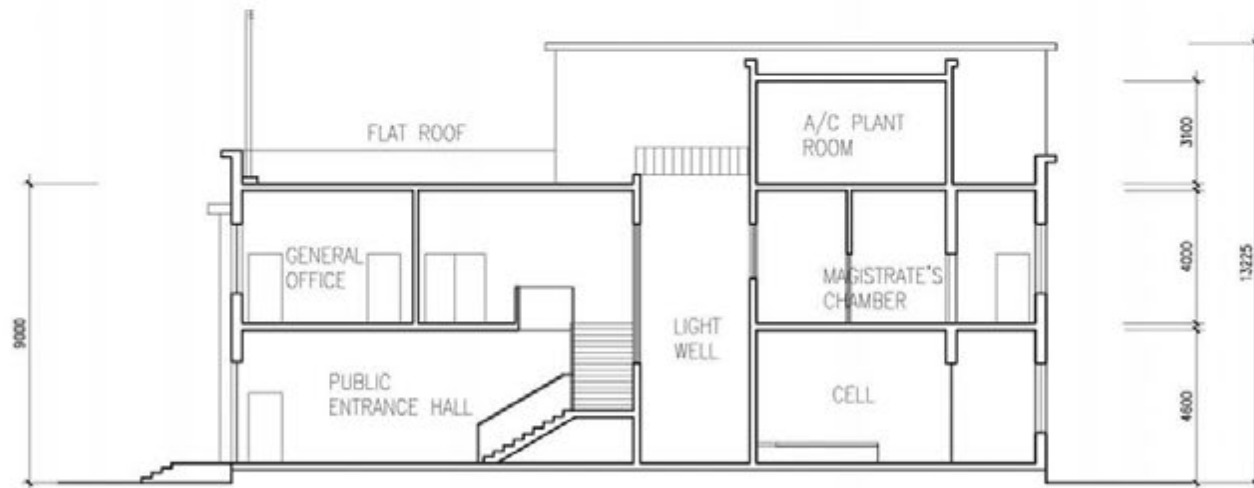 FLAT ROOF
A/C PLANT
ROOM
3100
GENERAL
OFFICE
MAGISTRATE'S
CHAMBER
4000
13225
9000
LIGHT
WELL
PUBLIC
ENTRANCE HALL
CELL
4600